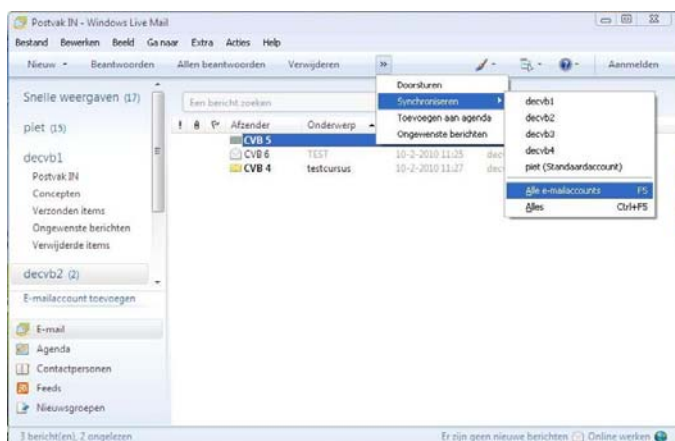 Postvak IN - Windows Live Mail
Bestand Bewerken Beeld Ga naar Extra Acties Help
Nieuw Beantwoorden Allen beantwoorden Verwijderen » Aanmelden
Snelle weergaven (17)
piet (15)
decvb1
Postvak IN
Concepten
Verzonden items
Ongewenste berichten
Verwijderde items
decvb2 (2)
E-mailaccount toevoegen
E-mail
Agenda
Contactpersonen
Feeds
Nieuwsgroepen
Een bericht zoeken
! Afzender Onderwerp
CVB 5
CVB 6 TEST 10-2-2010 11:25
CVB 4 testcursus 10-2-2010 11:27
Doorsturen
Synchroniseren
Toevoegen aan agenda
Ongewenste berichten
decvb1
decvb2
decvb3
decvb4
piet (Standaardaccount)
Alle e-mailaccounts F5
Alles Ctrl+F5
3 bericht(en), 2 ongelezen Er zijn geen nieuwe berichten Online werken